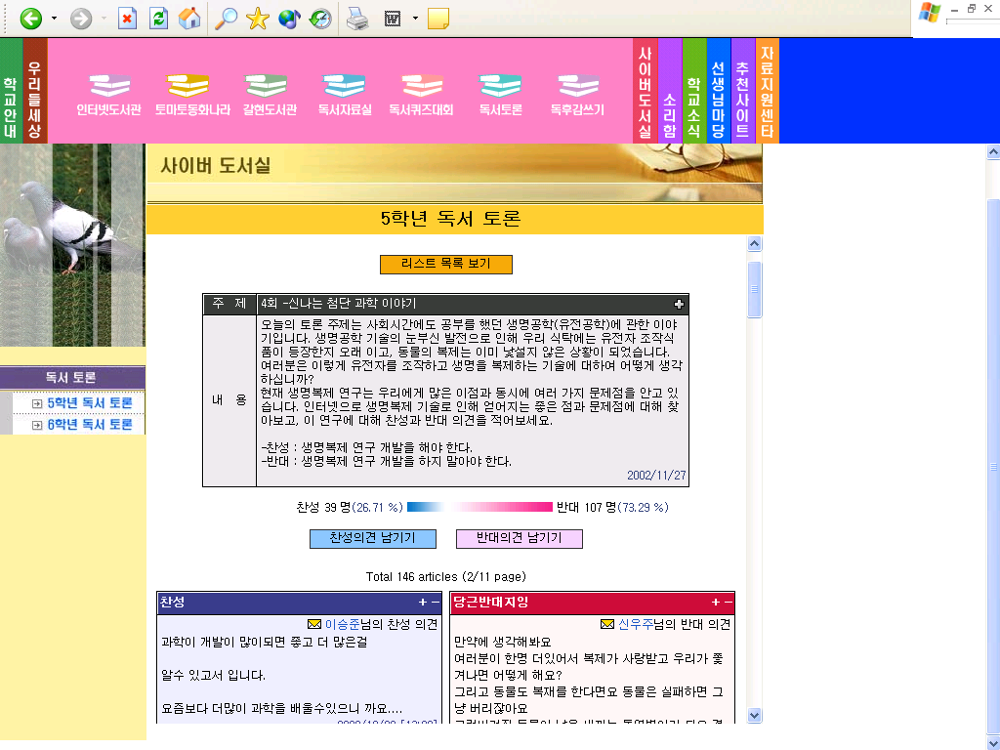 학교안내
우리들세상
인터넷도서관
토마토동화나라
갈현도서관
독서자료실
독서퀴즈대회
독서토론
독후감쓰기
사이버도서실
소리함
학교소식
선생님마당
추천사이트
자료지원센타
사이버 도서실
5학년 독서 토론
리스트 목록 보기
독서 토론
5학년 독서 토론
6학년 독서 토론
주 제 4회 -신나는 첨단 과학 이야기
내 용
오늘의 토론 주제는 사회시간에도 공부를 했던 생명공학(유전공학)에 관한 이야
기입니다. 생명공학 기술의 눈부신 발전으로 인해 우리 식탁에는 유전자 조작식
품이 등장한지 오래 이고, 동물의 복제는 이미 낯설지 않은 상황이 되었습니다.
여러분은 이렇게 유전자를 조작하고 생명을 복제하는 기술에 대하여 어떻게 생각
하십니까?
현재 생명복제 연구는 우리에게 많은 이점과 동시에 여러 가지 문제점을 안고 있
습니다. 인터넷으로 생명복제 기술로 인해 얻어지는 좋은 점과 문제점에 대해 찾
아보고, 이 연구에 대해 찬성과 반대 의견을 적어보세요.
-찬성 : 생명복제 연구 개발을 해야 한다.
-반대 : 생명복제 연구 개발을 하지 말아야 한다.
2002/11/27
찬성 39 명(26.71 %) 반대 107 명(73.29 %)
찬성의견 남기기 반대의견 남기기
Total 146 articles (2/11 page)
찬성 + -
이승준님의 찬성 의견
과학이 개발이 많이되면 좋고 더 많은걸
알수 있고서 입니다.
요즘보다 더많이 과학을 배울수있으니 까요....
당근반대지잉 + -
신우주님의 반대 의견
만약에 생각해봐요
여러분이 한명 더있어서 복제가 사랑받고 우리가 쫓
겨나면 어떻게 해요?
그리고 동물도 복재를 한다면요 동물은 실패하면 그
냥 버리잖아요